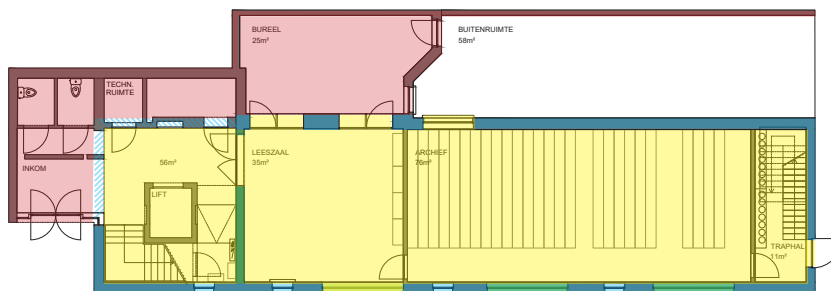 BUREEL
25m²
BUITENRUIMTE
58m²
TECHN.
RUIMTE
56m²
LEESZAAL
35m²
ARCHIEF
76m²
INKOM
LIFT
TRAPHAL
11m²